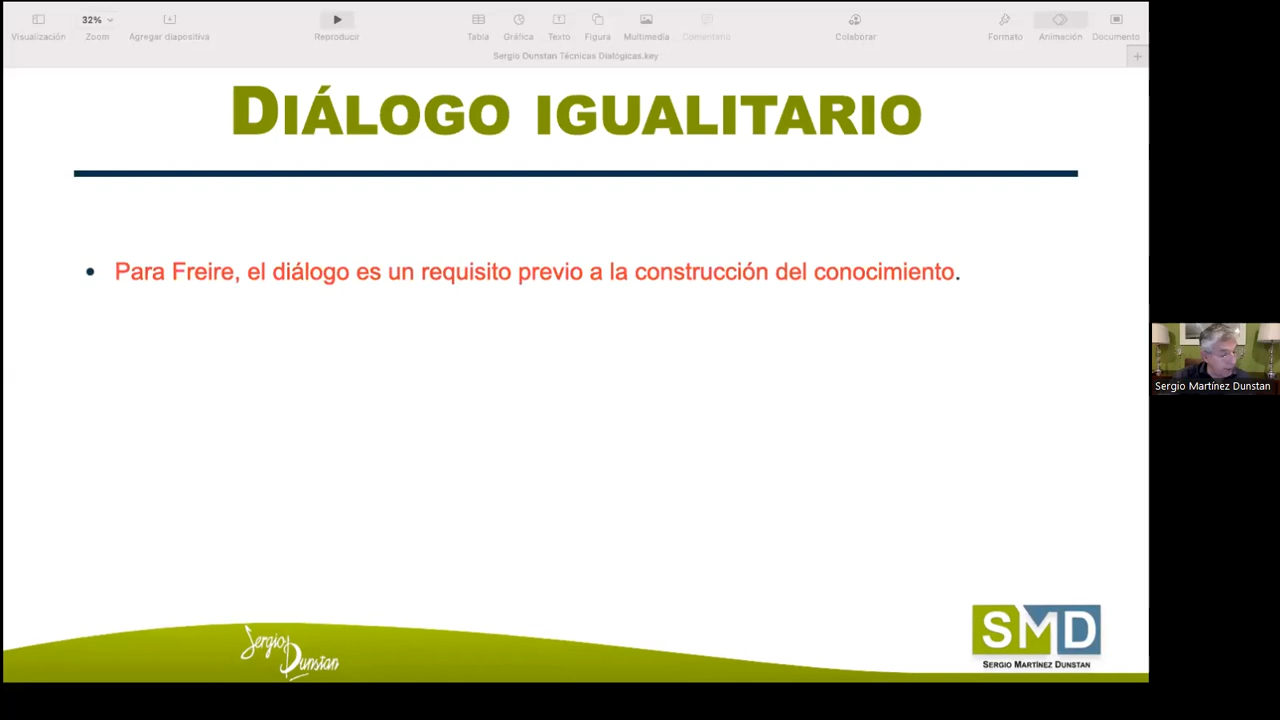 32%
Visualización Zoom Agregar diapositiva Reproducir Tabla Gráfica Texto Figura Multimedia Comentario Colaborar Formato Animación Documento
Sergio Dunstan Técnicas Dialógicas.key
DIÁLOGO IGUALITARIO
• Para Freire, el diálogo es un requisito previo a la construcción del conocimiento.
Sergio Martínez Dunstan
Sergio
Dunstan
SMD
SERGIO MARTÍNEZ DUNSTAN